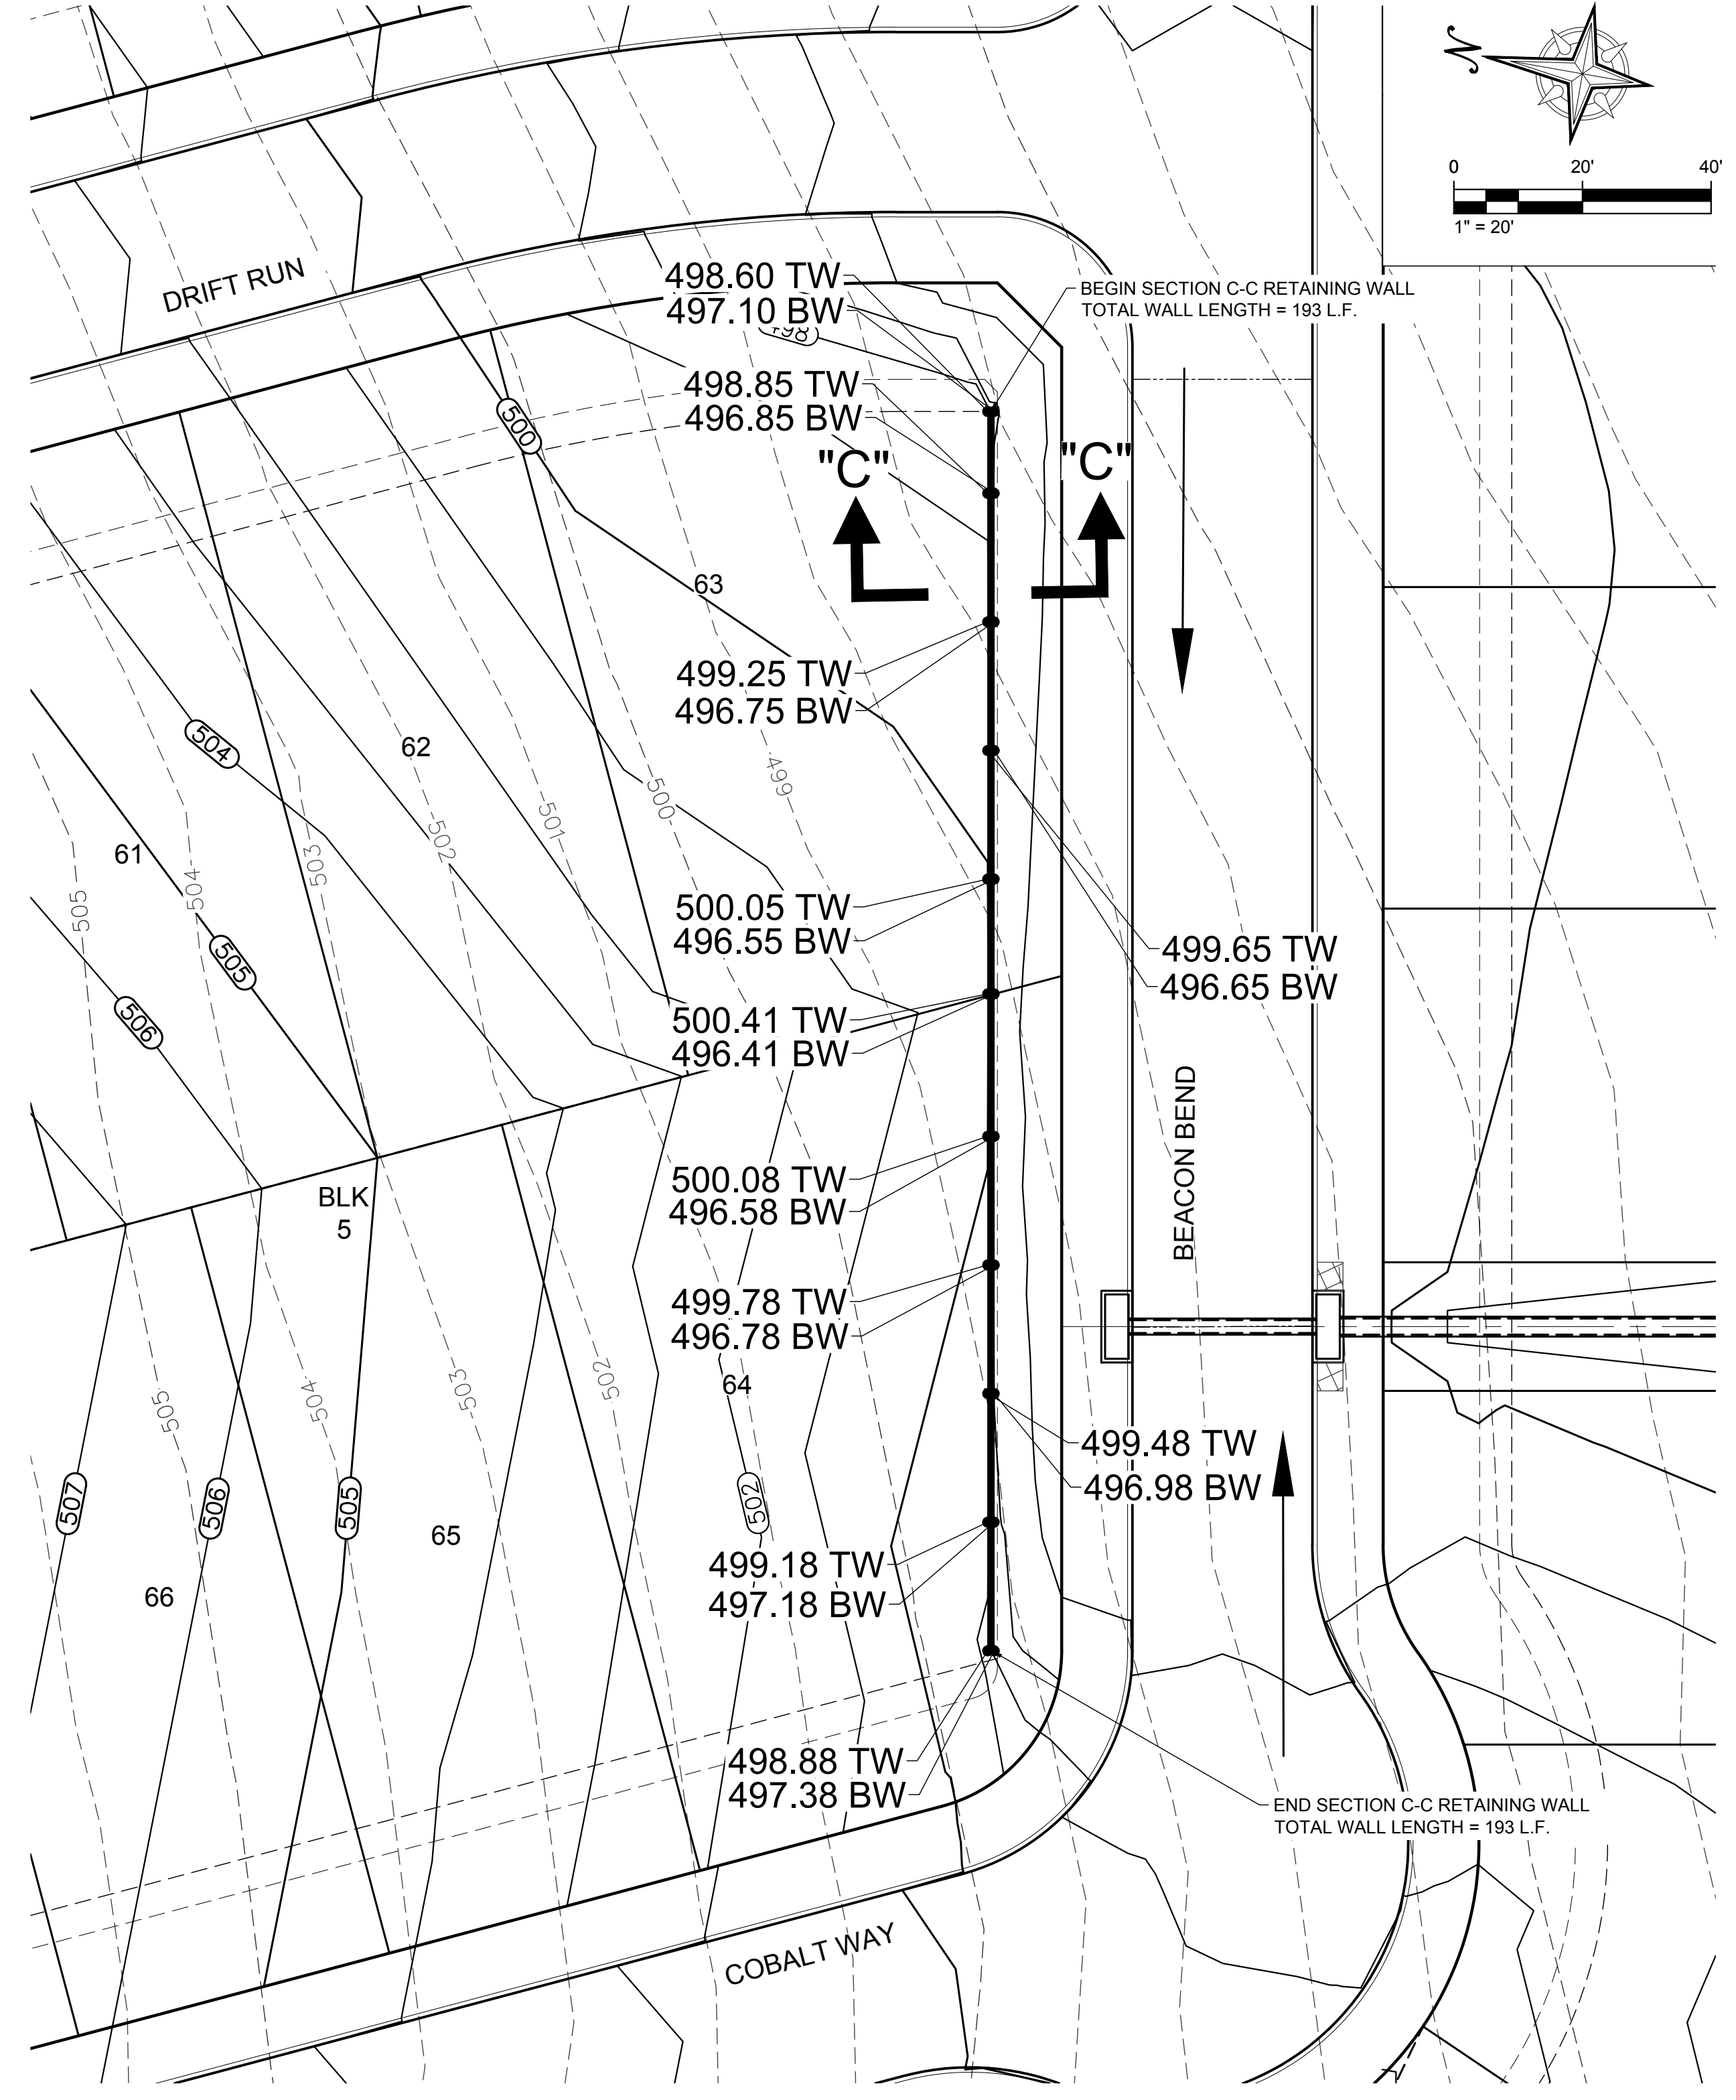 N
0 20' 40'
1" = 20'
DRIFT RUN
498.60 TW
497.10 BW
498
BEGIN SECTION C-C RETAINING WALL
TOTAL WALL LENGTH = 193 L.F.
498.85 TW
496.85 BW
500
"C" "C"
63
499.25 TW
496.75 BW
504
62
499
500
501
502
503
504
505
61
500.05 TW
496.55 BW
499.65 TW
496.65 BW
505
506
500.41 TW
496.41 BW
BEACON BEND
BLK
5
500.08 TW
496.58 BW
499.78 TW
496.78 BW
64
505
504
503
502
499.48 TW
496.98 BW
507
506
505
502
65
66
499.18 TW
497.18 BW
498.88 TW
497.38 BW
END SECTION C-C RETAINING WALL
TOTAL WALL LENGTH = 193 L.F.
COBALT WAY